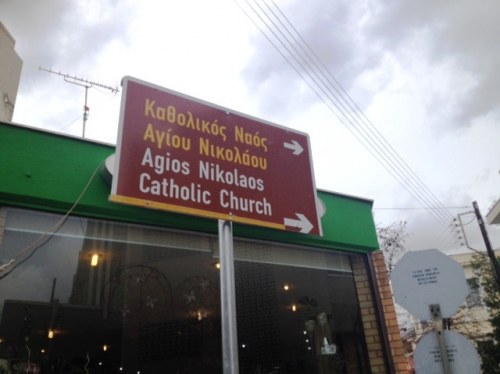 Καθολικός Ναός
Αγίου Νικολάου
Agios Nikolaos
Catholic Church